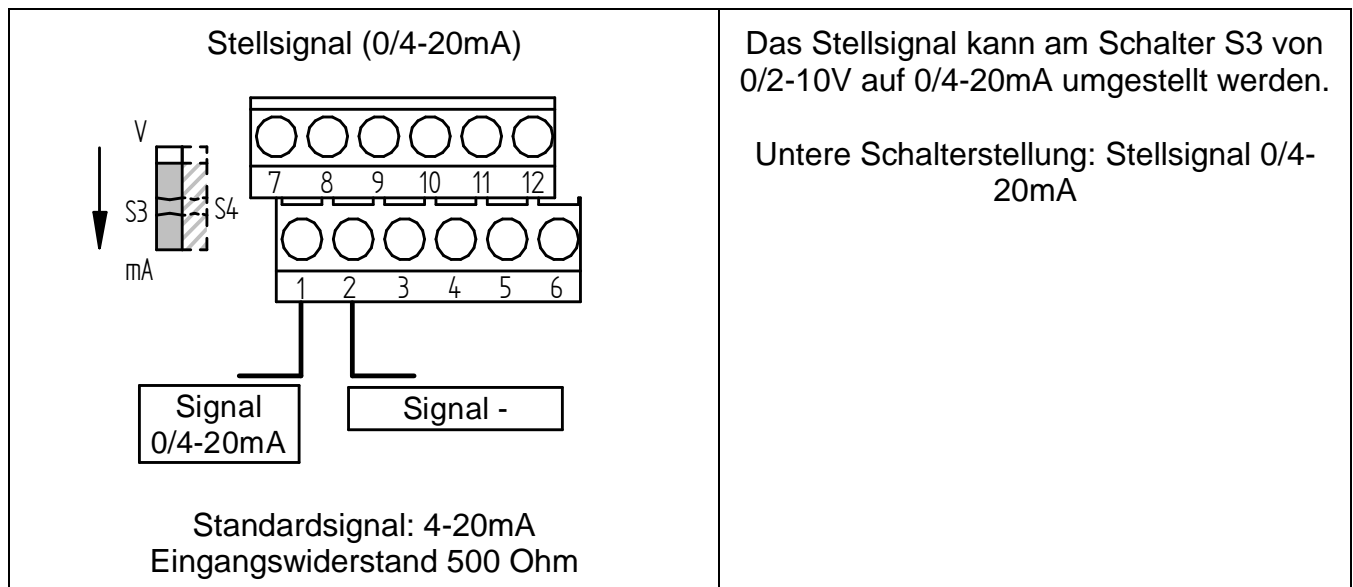 Stellsignal (0/4-20mA)
V
S3
S4
mA
7 8 9 10 11 12
1 2 3 4 5 6
Signal
0/4-20mA
Signal -
Standardsignal: 4-20mA
Eingangswiderstand 500 Ohm
Das Stellsignal kann am Schalter S3 von
0/2-10V auf 0/4-20mA umgestellt werden.
Untere Schalterstellung: Stellsignal 0/4-
20mA